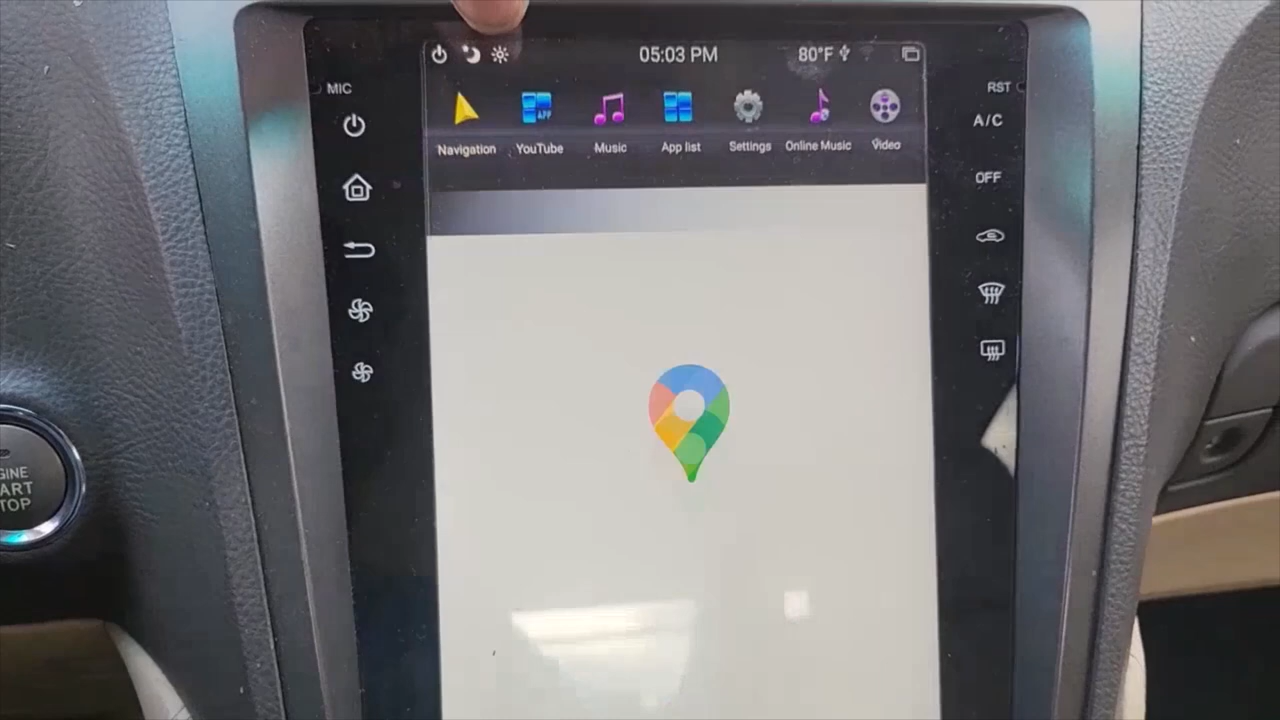 05:03 PM 80°F
MIC
RST
A/C
Navigation YouTube Music App list Settings Online Music Video
APP
OFF
GINE
ART
TOP